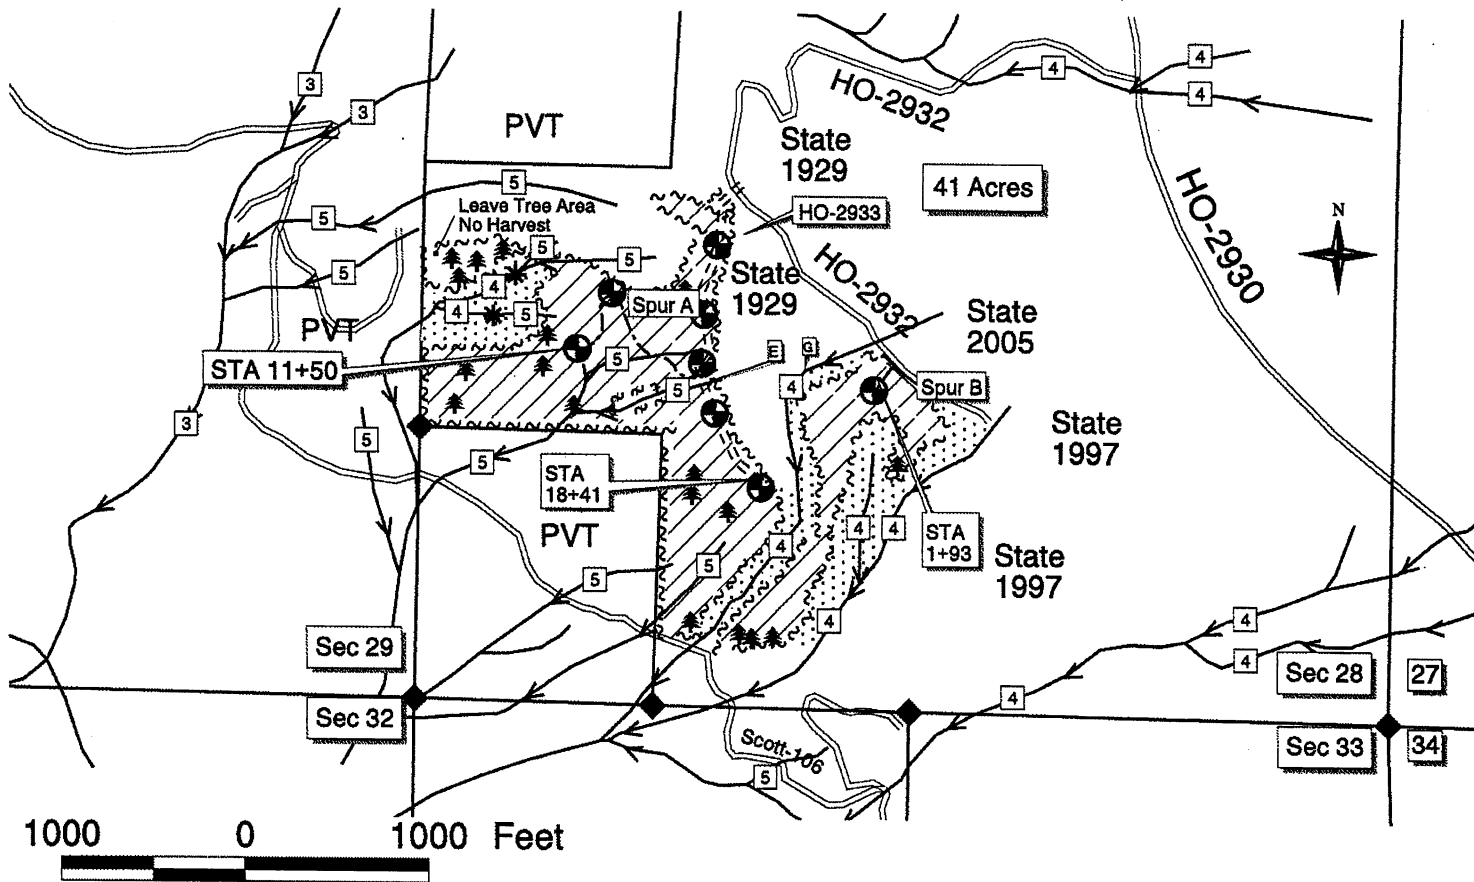 4
4
4
3
3
HO-2932
PVT
State
1929
41 Acres
HO-2930
5
HO-2933
N
Leave Tree Area
No Harvest
5
5
5
5
State
1929
HO-2932
4
Spur A
State
2005
4
5
PVT
STA 11+50
5
E
G
4
Spur B
5
3
State
1997
5
5
STA
18+41
4
4
STA
1+93
PVT
4
State
1997
5
5
4
4
Sec 29
4
Sec 28
27
4
Sec 32
Sec 33
34
Scott-106
5
1000
0
1000
Feet